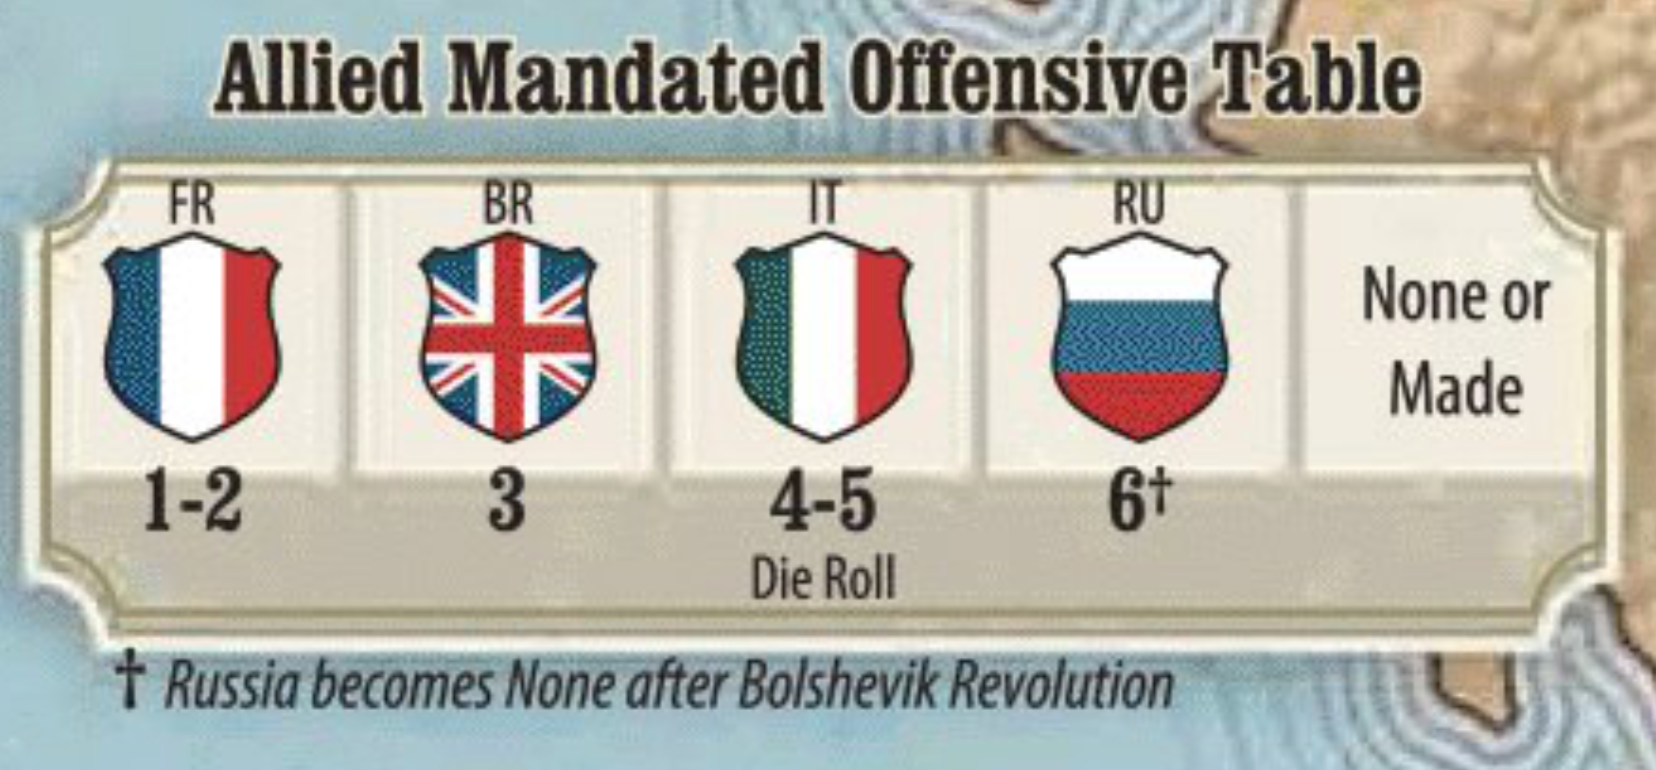 Allied Mandated Offensive Table
FR BR IT RU
None or
Made
1-2 3 4-5 6†
Die Roll
† Russia becomes None after Bolshevik Revolution